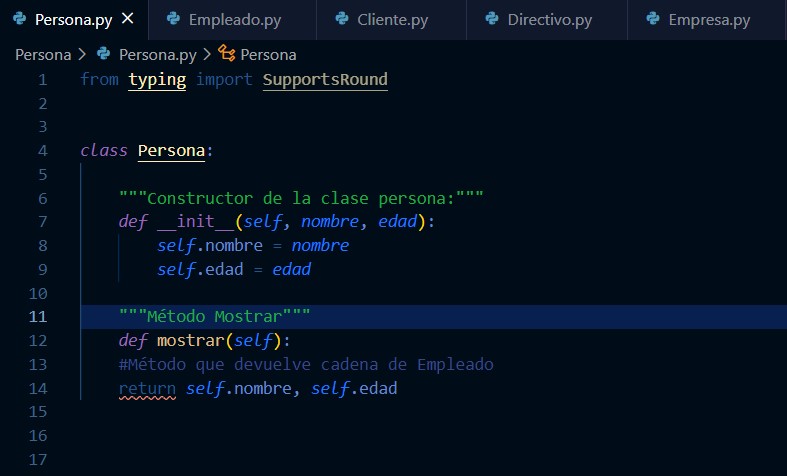 Persona.py × Empleado.py Cliente.py Directivo.py Empresa.py
Persona > Persona.py > Persona
1 from typing import SupportsRound
2
3
4 class Persona:
5
6 """Constructor de la clase persona:"""
7 def __init__(self, nombre, edad):
8 self.nombre = nombre
9 self.edad = edad
10
11 """Método Mostrar"""
12 def mostrar(self):
13 #Método que devuelve cadena de Empleado
14 return self.nombre, self.edad
15
16
17